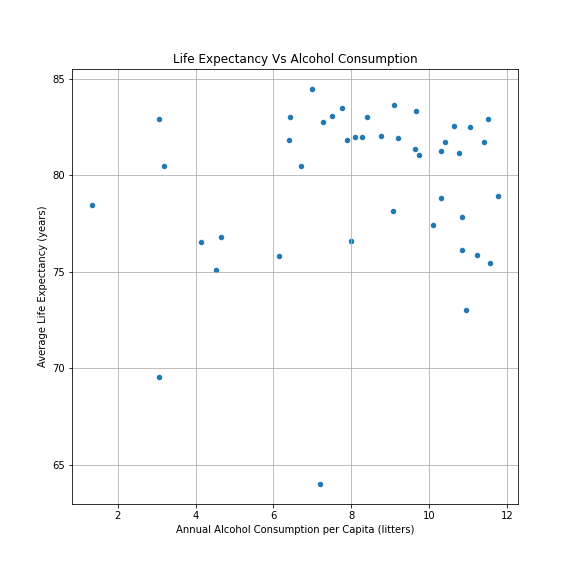 Life Expectancy Vs Alcohol Consumption
85
80
75
70
65
Average Life Expectancy (years)
2 4 6 8 10 12
Annual Alcohol Consumption per Capita (litters)